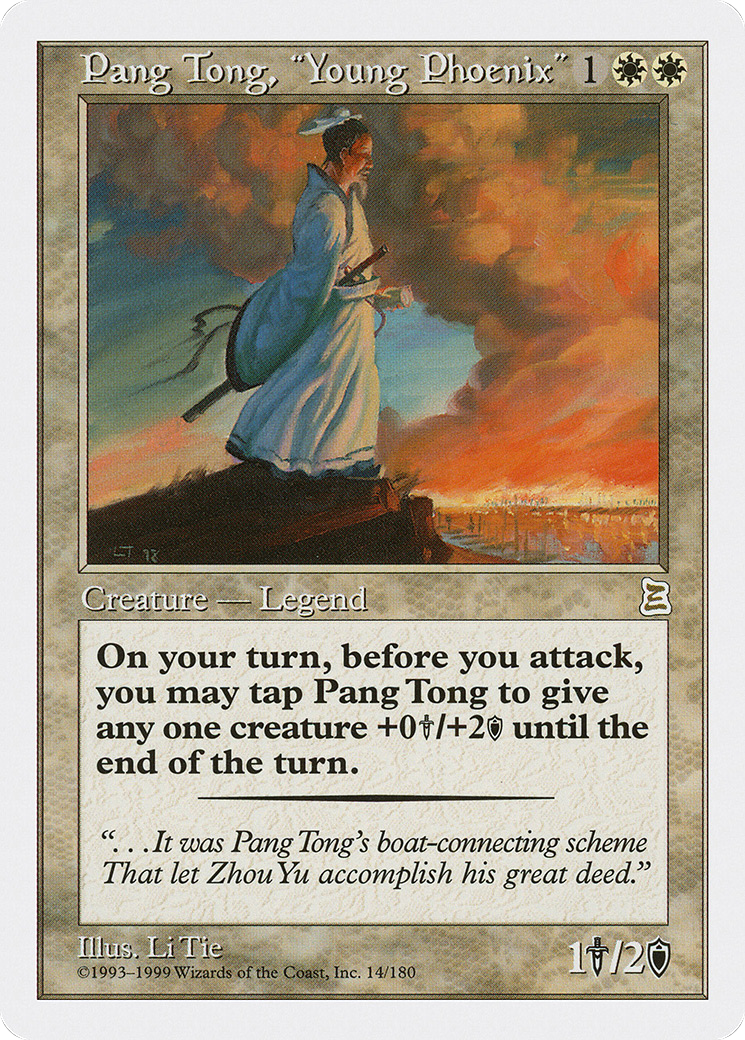 Pang Tong, “Young Phoenix” 1
LT 98
Creature — Legend
On your turn, before you attack,
you may tap Pang Tong to give
any one creature +0/+2 until the
end of the turn.
“. . .It was Pang Tong’s boat-connecting scheme
That let Zhou Yu accomplish his great deed.”
Illus. Li Tie
1/2
©1993–1999 Wizards of the Coast, Inc. 14/180